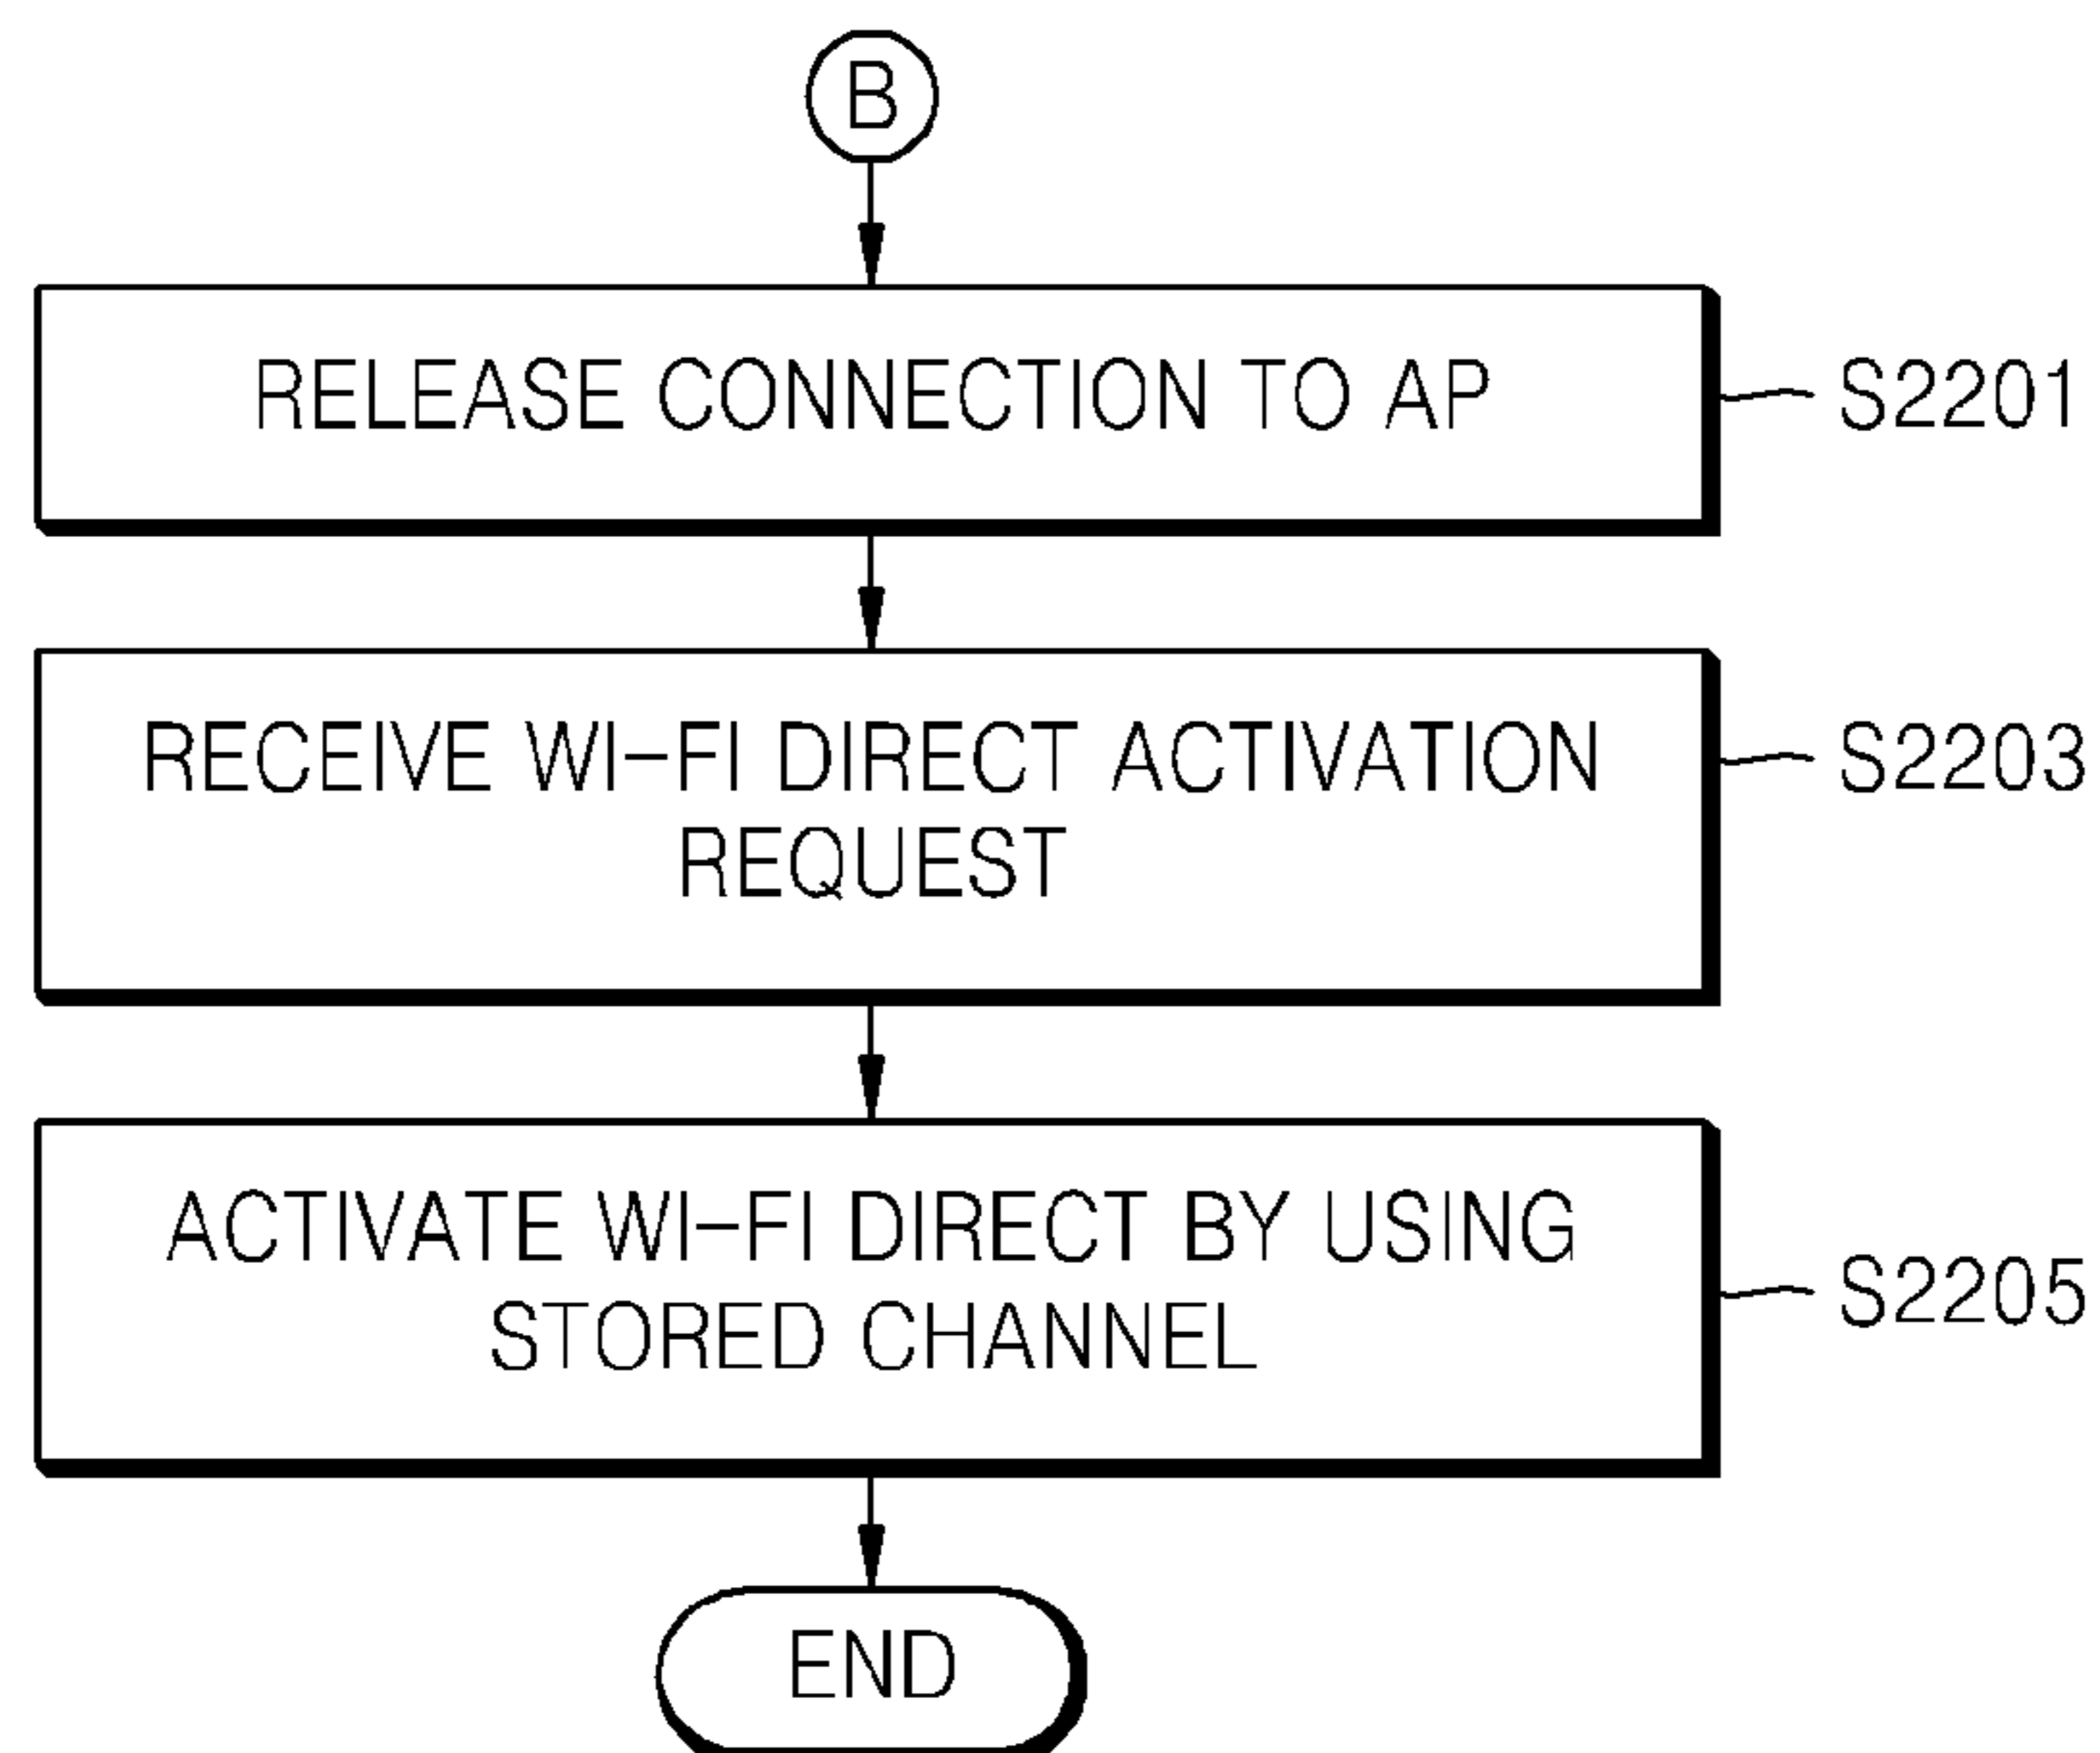 B
RELEASE CONNECTION TO AP
S2201
RECEIVE WI-FI DIRECT ACTIVATION
REQUEST
S2203
ACTIVATE WI-FI DIRECT BY USING
STORED CHANNEL
S2205
END